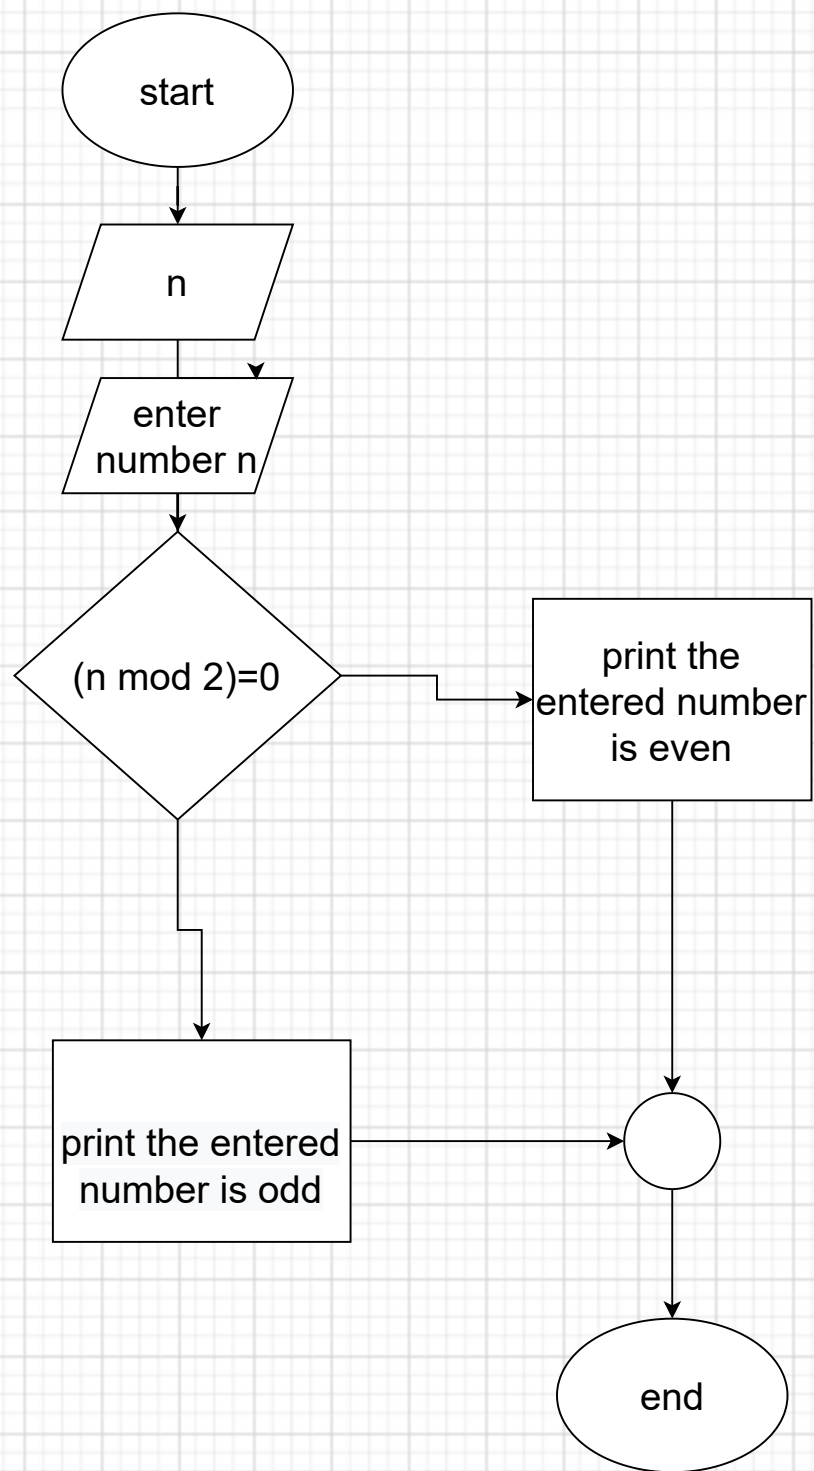 start
n
enter
number n
(n mod 2)=0
print the
entered number
is even
print the entered
number is odd
end